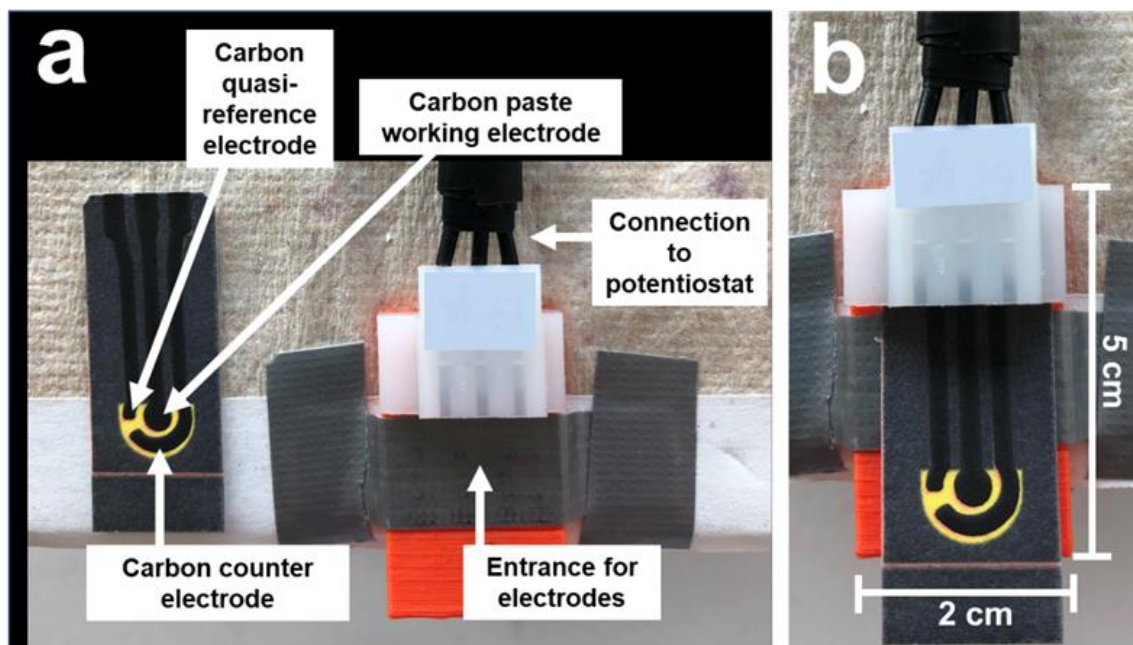 a
Carbon
quasi-
reference
electrode
Carbon paste
working electrode
Connection
to
potentiostat
Carbon counter
electrode
Entrance for
electrodes
b
5 cm
2 cm